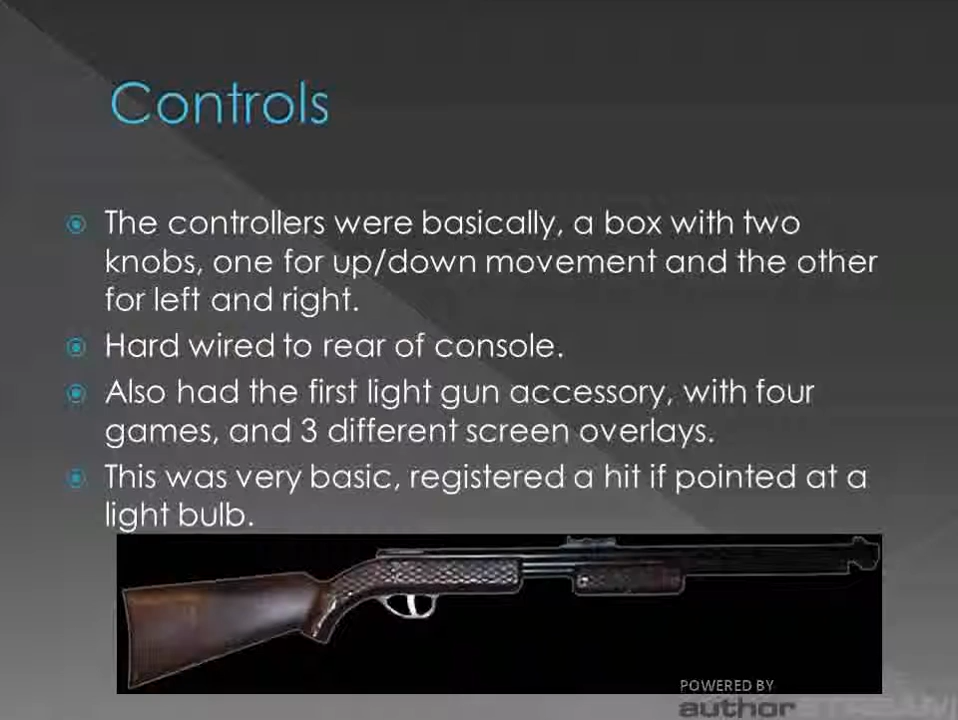 Controls
The controllers were basically, a box with two
knobs, one for up/down movement and the other
for left and right.
Hard wired to rear of console.
Also had the first light gun accessory, with four
games, and 3 different screen overlays.
This was very basic, registered a hit if pointed at a
light bulb.
POWERED BY
authorSTREAM